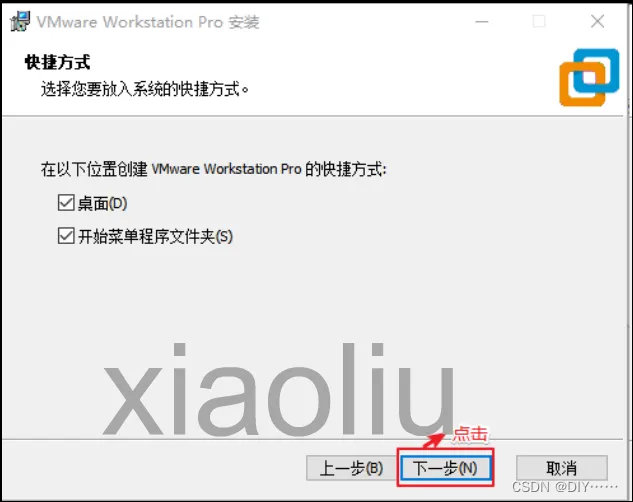 VMware Workstation Pro 安装
快捷方式
选择您要放入系统的快捷方式。
在以下位置创建 VMware Workstation Pro 的快捷方式:
桌面(D)
开始菜单程序文件夹(S)
xiaoliu
点击
上一步(B) 下一步(N) 取消
CSDN @DIY……